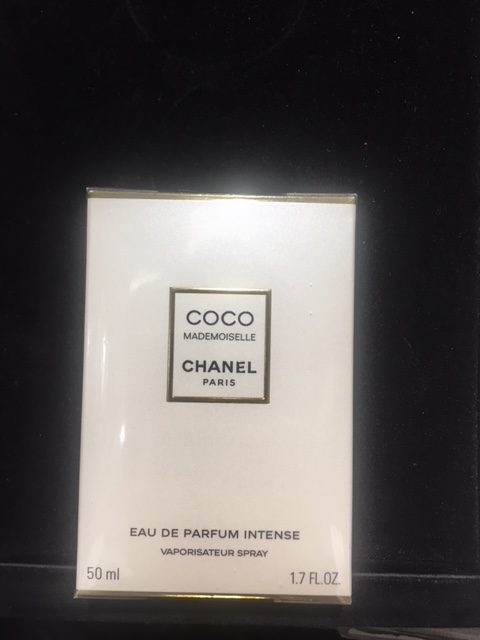 COCO
MADEMOISELLE
CHANEL
PARIS
EAU DE PARFUM INTENSE
VAPORISATEUR SPRAY
50 ml 1.7 FL.OZ.